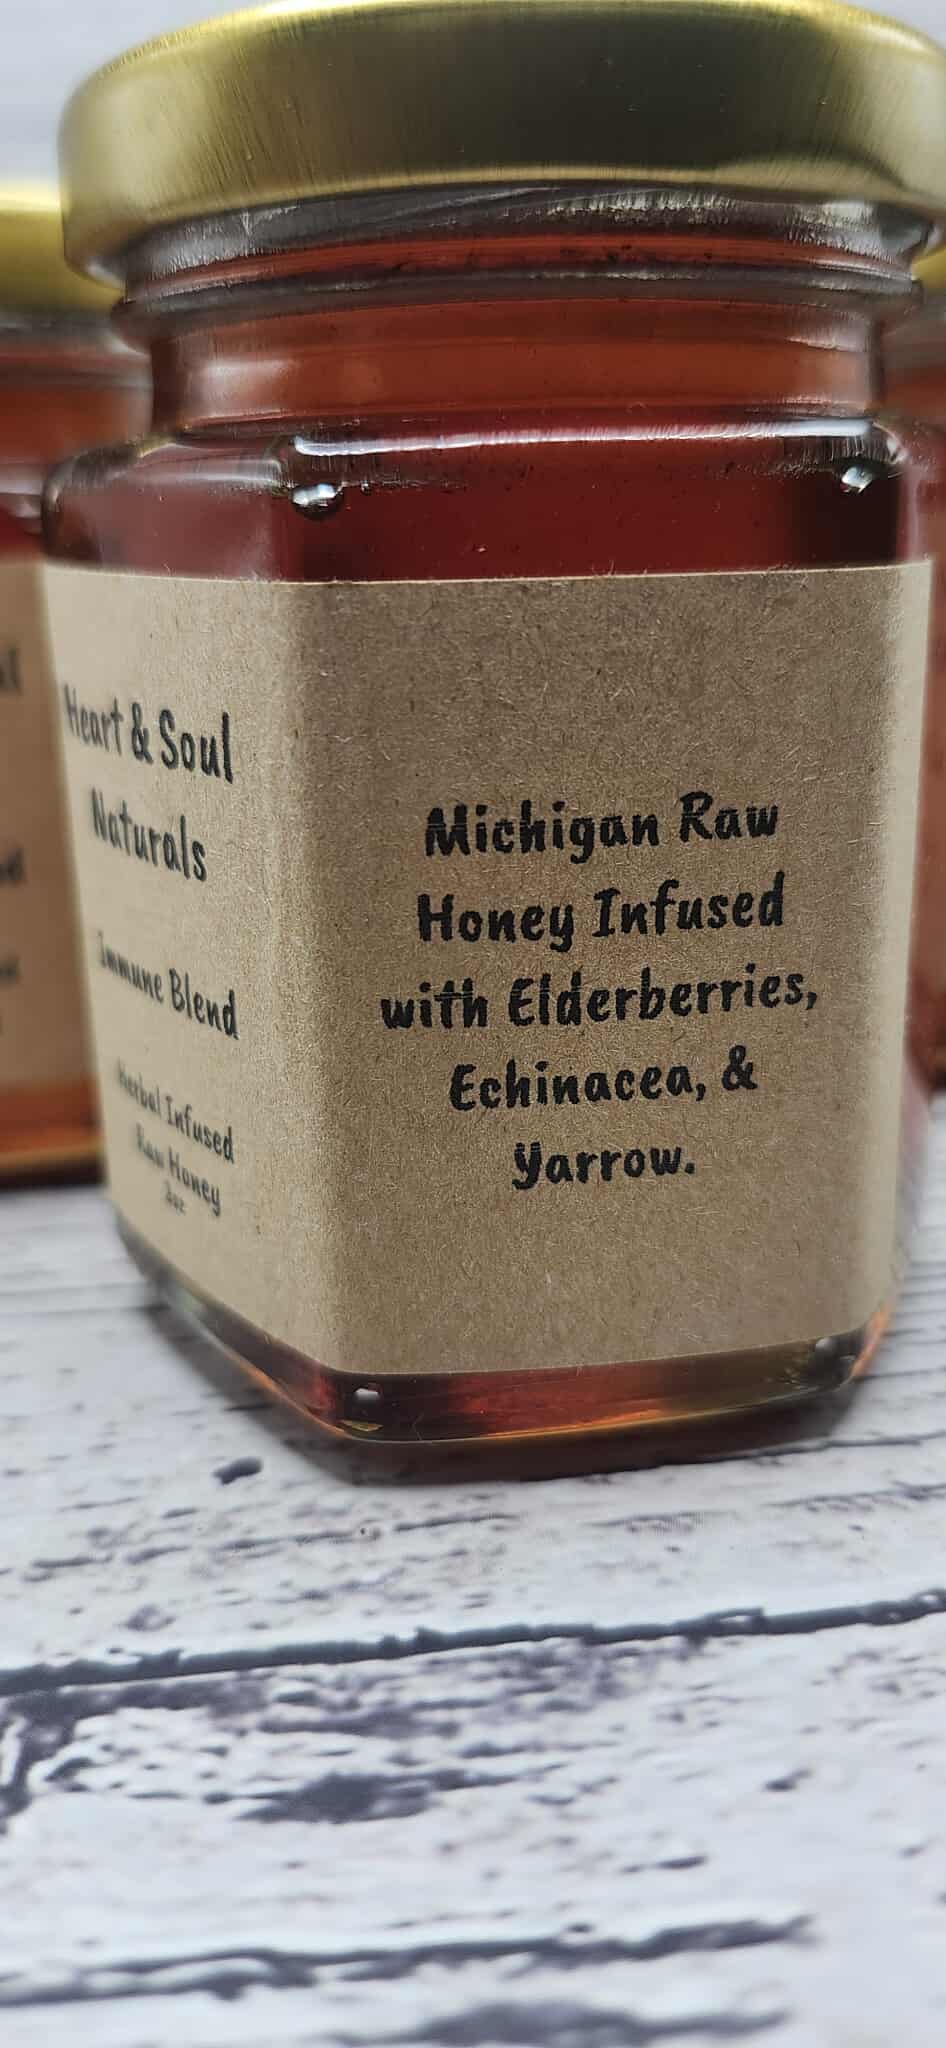 Heart & Soul
Naturals
Immune Blend
Herbal Infused
Raw Honey
Michigan Raw
Honey Infused
with Elderberries,
Echinacea, &
Yarrow.